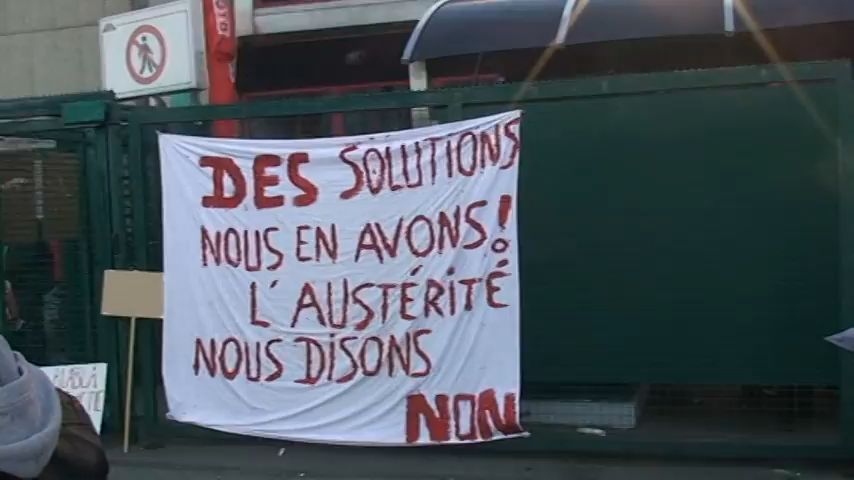 DES SOLUTIONS
NOUS EN AVONS!
L'AUSTÉRITÉ
NOUS DISONS
NON